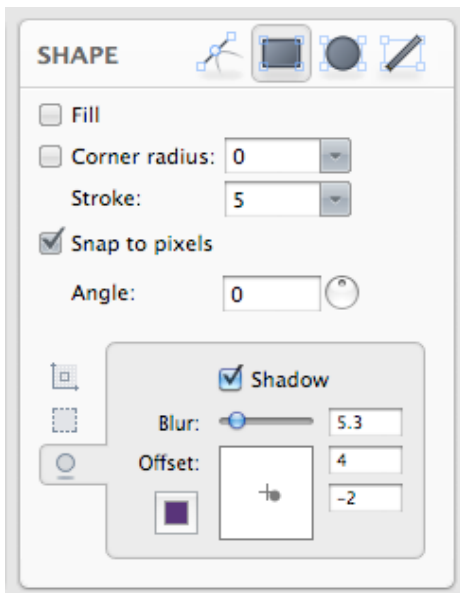 SHAPE
Fill
Corner radius: 0
Stroke: 5
Snap to pixels
Angle: 0
Shadow
Blur: 5.3
Offset: 4
-2